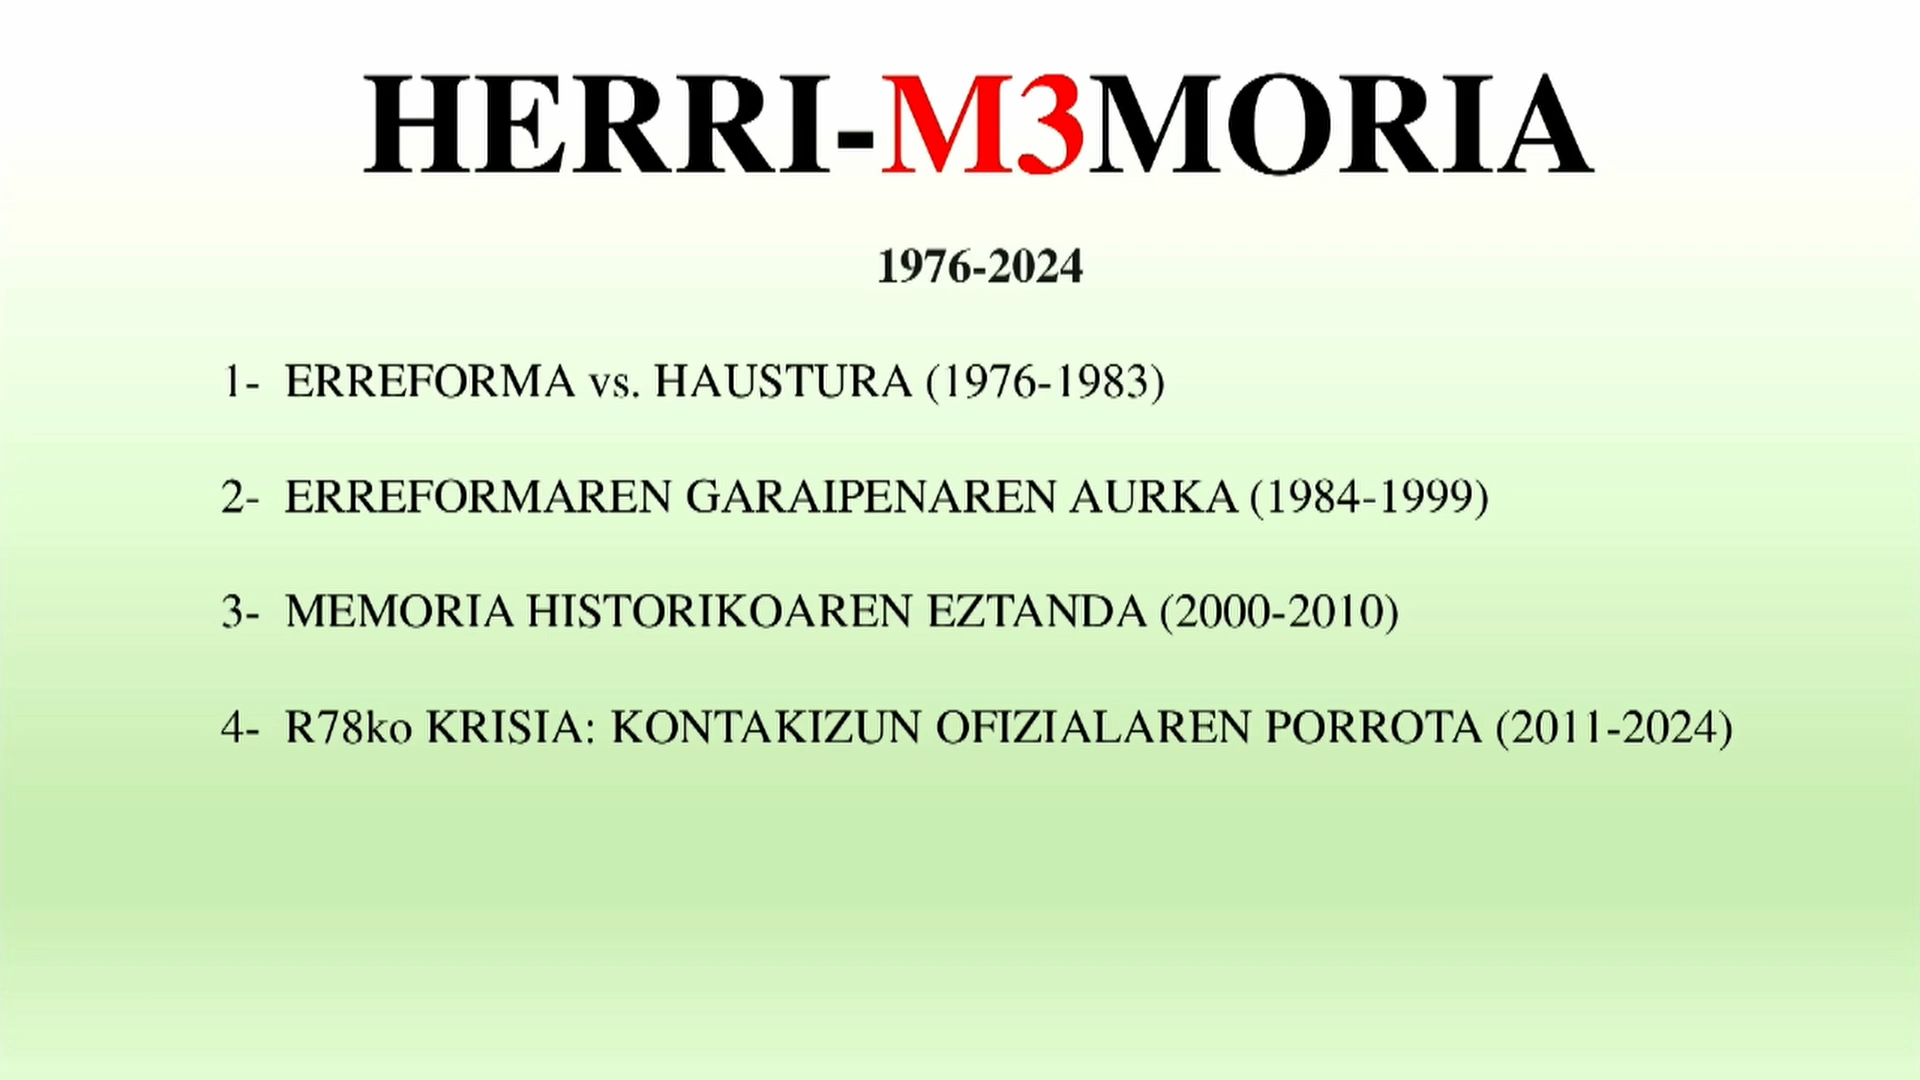 HERRI-M3MORIA
1976-2024
1- ERREFORMA vs. HAUSTURA (1976-1983)
2- ERREFORMAREN GARAIPENAREN AURKA (1984-1999)
3- MEMORIA HISTORIKOAREN EZTANDA (2000-2010)
4- R78ko KRISIA: KONTAKIZUN OFIZIALAREN PORROTA (2011-2024)